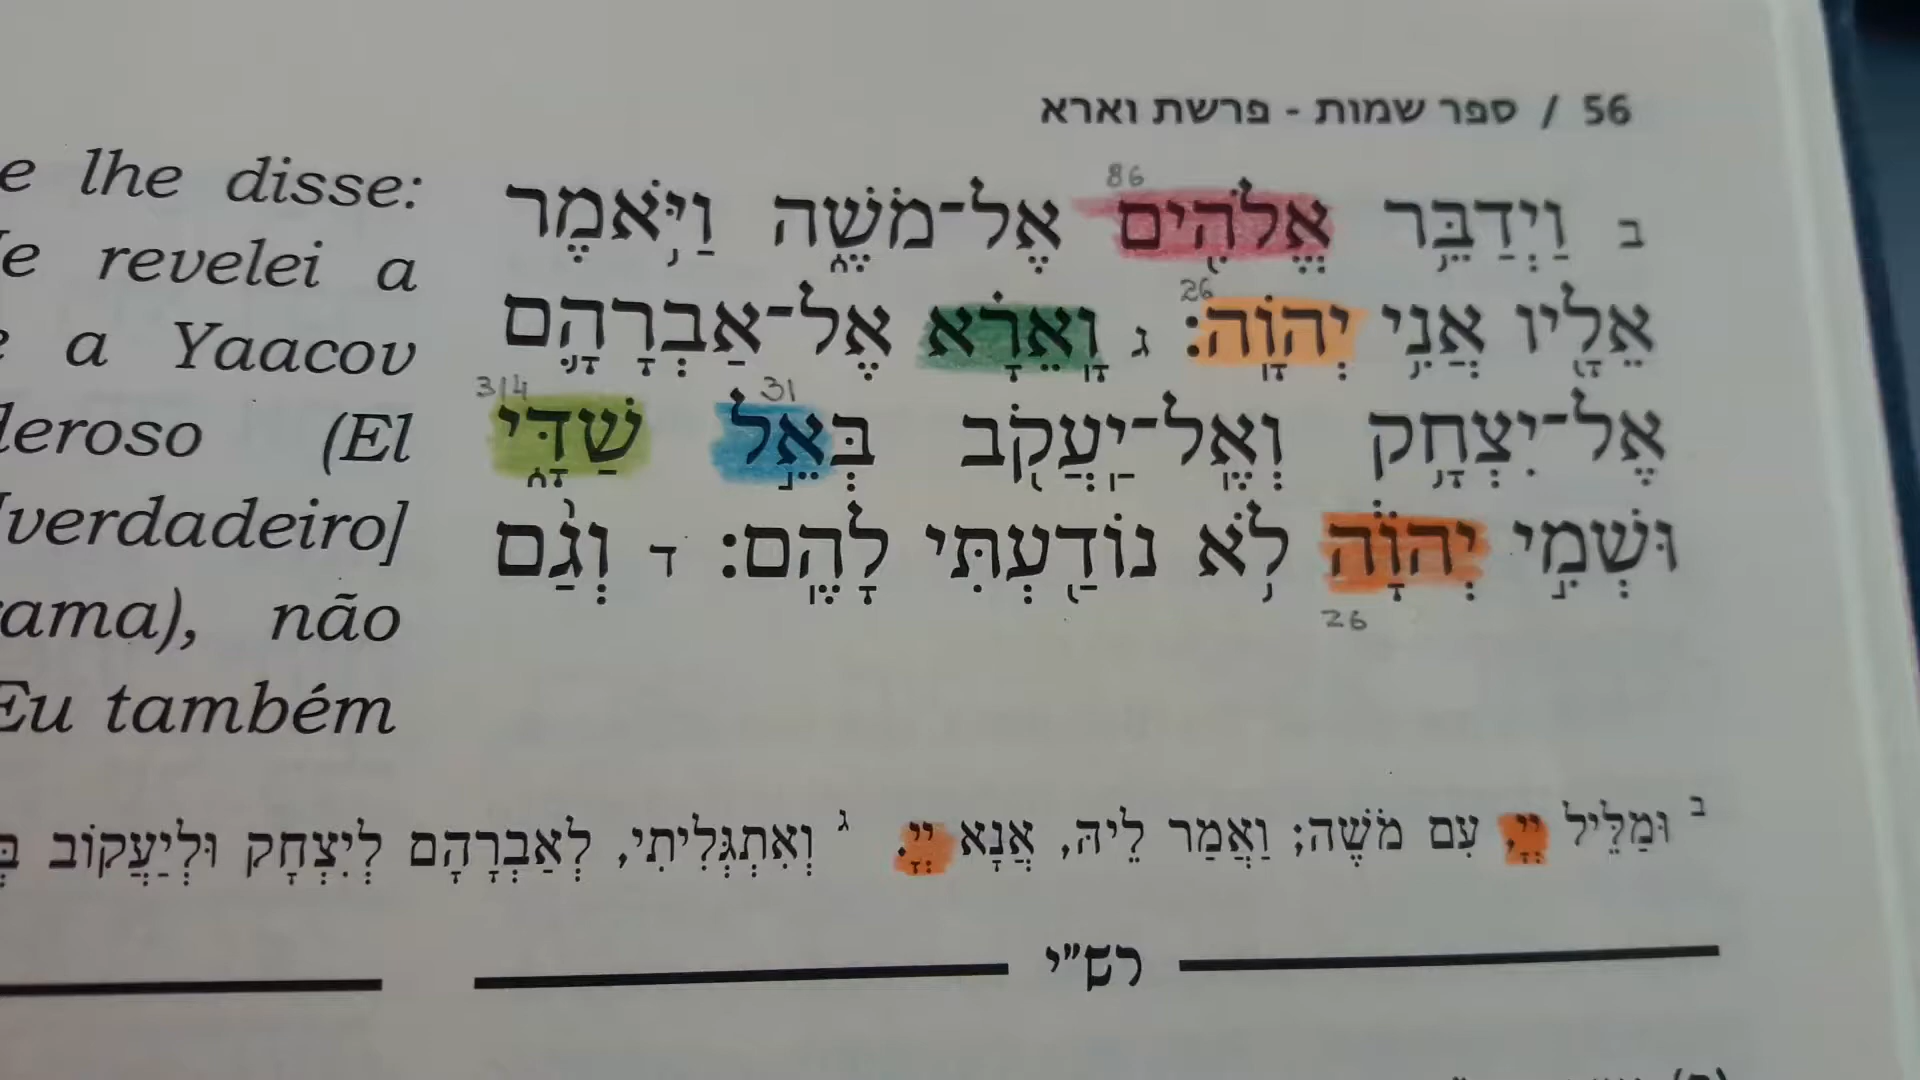 56 / ספר שמות - פרשת וארא
e lhe disse:
e revelei a
a Yaacov
deroso (El
[verdadeiro]
ama), não
Eu também
86
ב וַיְדַבֵּ֥ר אֱלֹהִ֖ים אֶל־מֹשֶׁ֑ה וַיֹּ֥אמֶר
26
אֵלָ֖יו אֲנִ֥י יְהוָֹֽה׃ ג וָאֵרָ֗א אֶל־אַבְרָהָ֛ם
314 31
אֶל־יִצְחָ֥ק וְאֶֽל־יַעֲקֹ֖ב בְּאֵ֣ל שַׁדָּ֑י
וּשְׁמִ֣י יְהוָֹ֔ה לֹ֥א נוֹדַ֖עְתִּי לָהֶֽם׃ ד וְגַ֨ם
26
ב וּמַלֵּיל יְיָ, עִם מֹשֶׁה; וַאֲמַר לֵיהּ, אֲנָא יְיָ. ג וְאִתְגְּלִיתִי, לְאַבְרָהָם לְיִצְחָק וּלְיַעֲקוֹב
רש"י